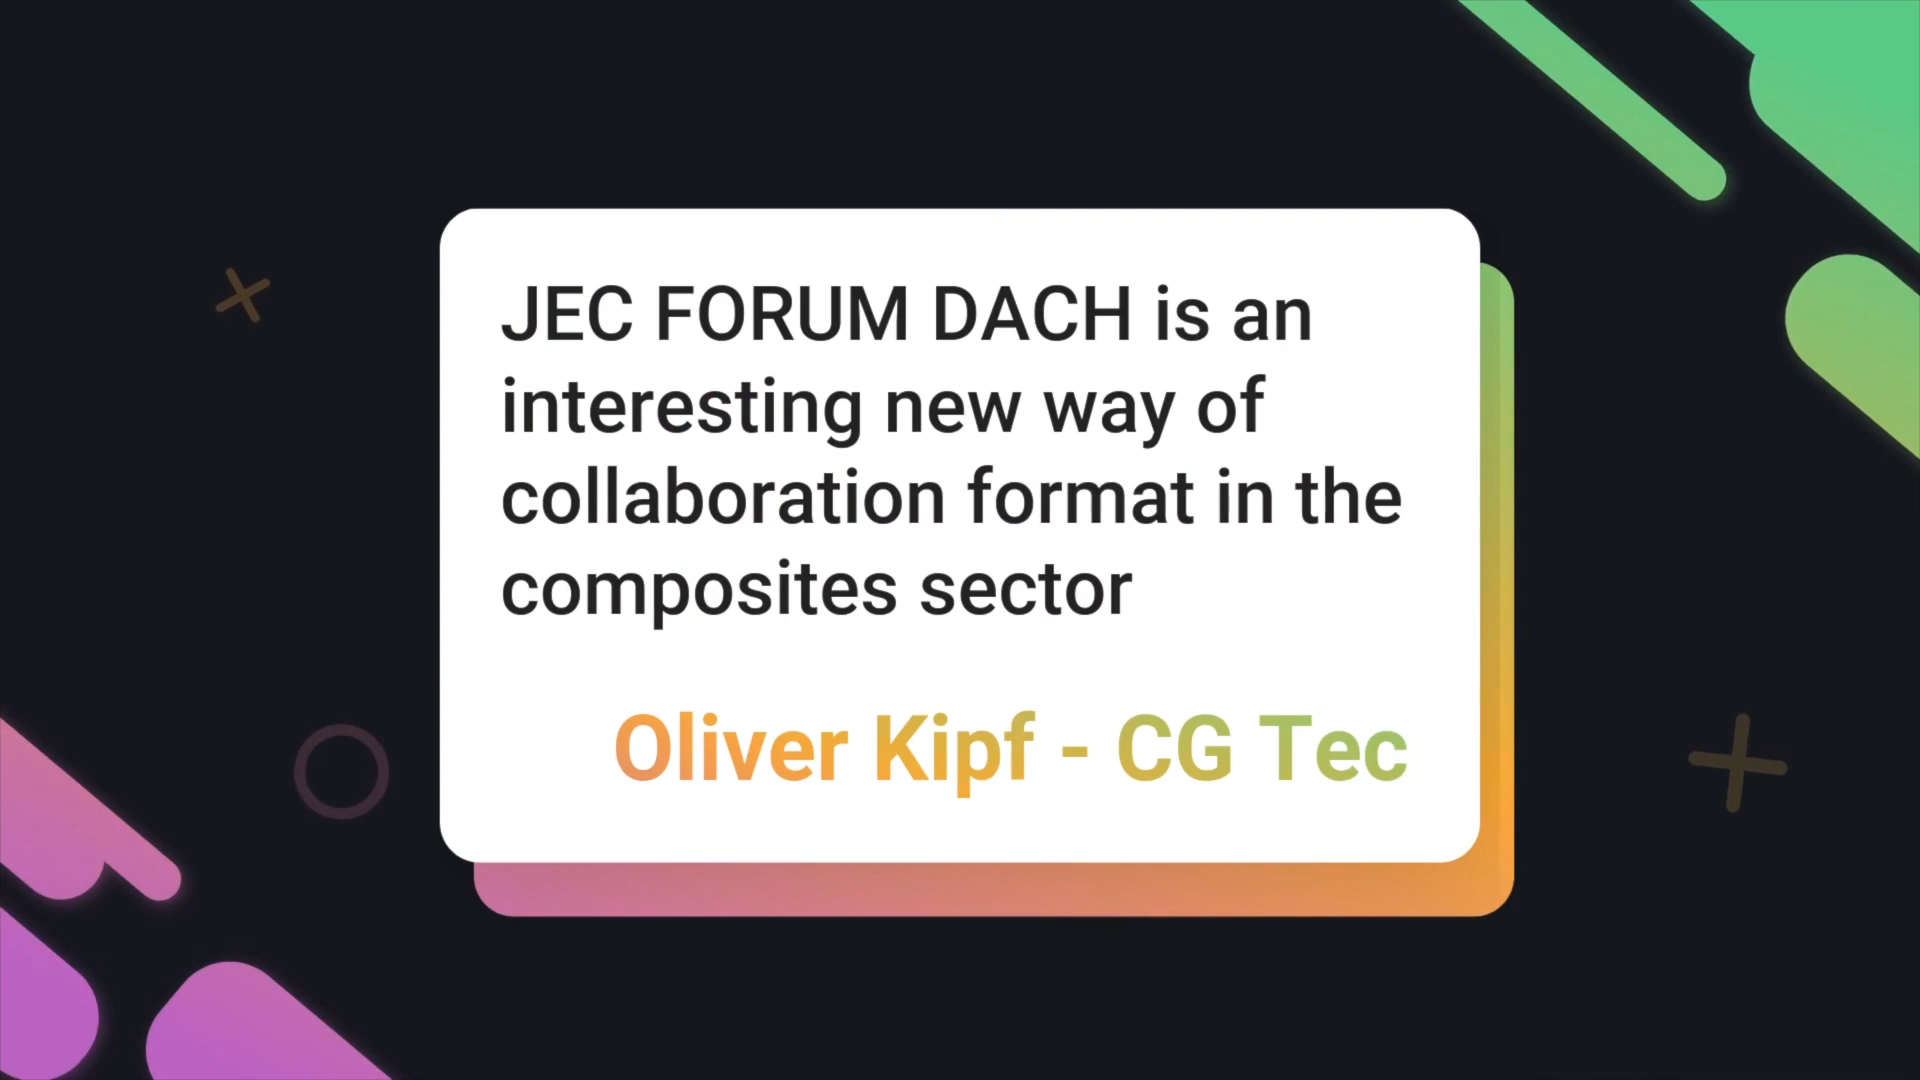 JEC FORUM DACH is an
interesting new way of
collaboration format in the
composites sector
Oliver Kipf - CG Tec